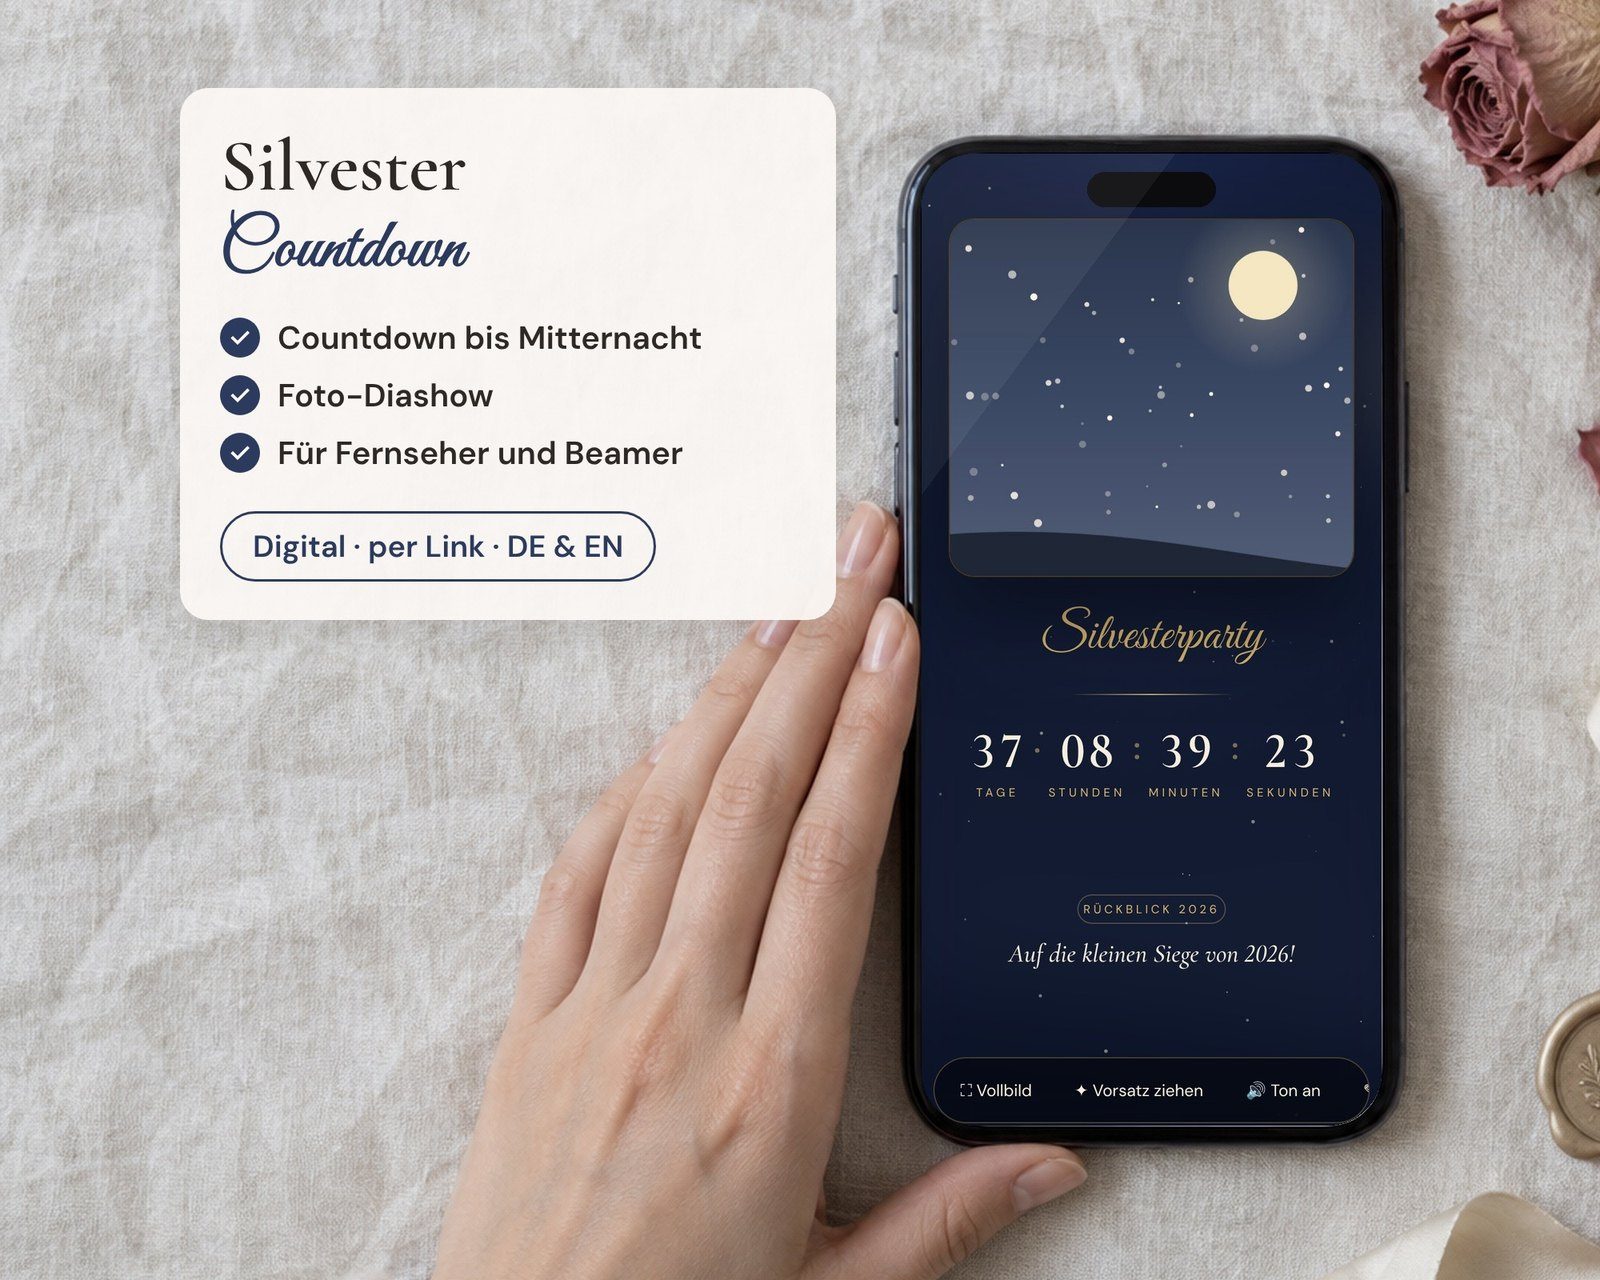 Silvester
Countdown
Countdown bis Mitternacht
Foto-Diashow
Für Fernseher und Beamer
Digital · per Link · DE & EN
Silvesterparty
37 : 08 : 39 : 23
TAGE STUNDEN MINUTEN SEKUNDEN
RÜCKBLICK 2026
Auf die kleinen Siege von 2026!
Vollbild ✦ Vorsatz ziehen 🔊 Ton an